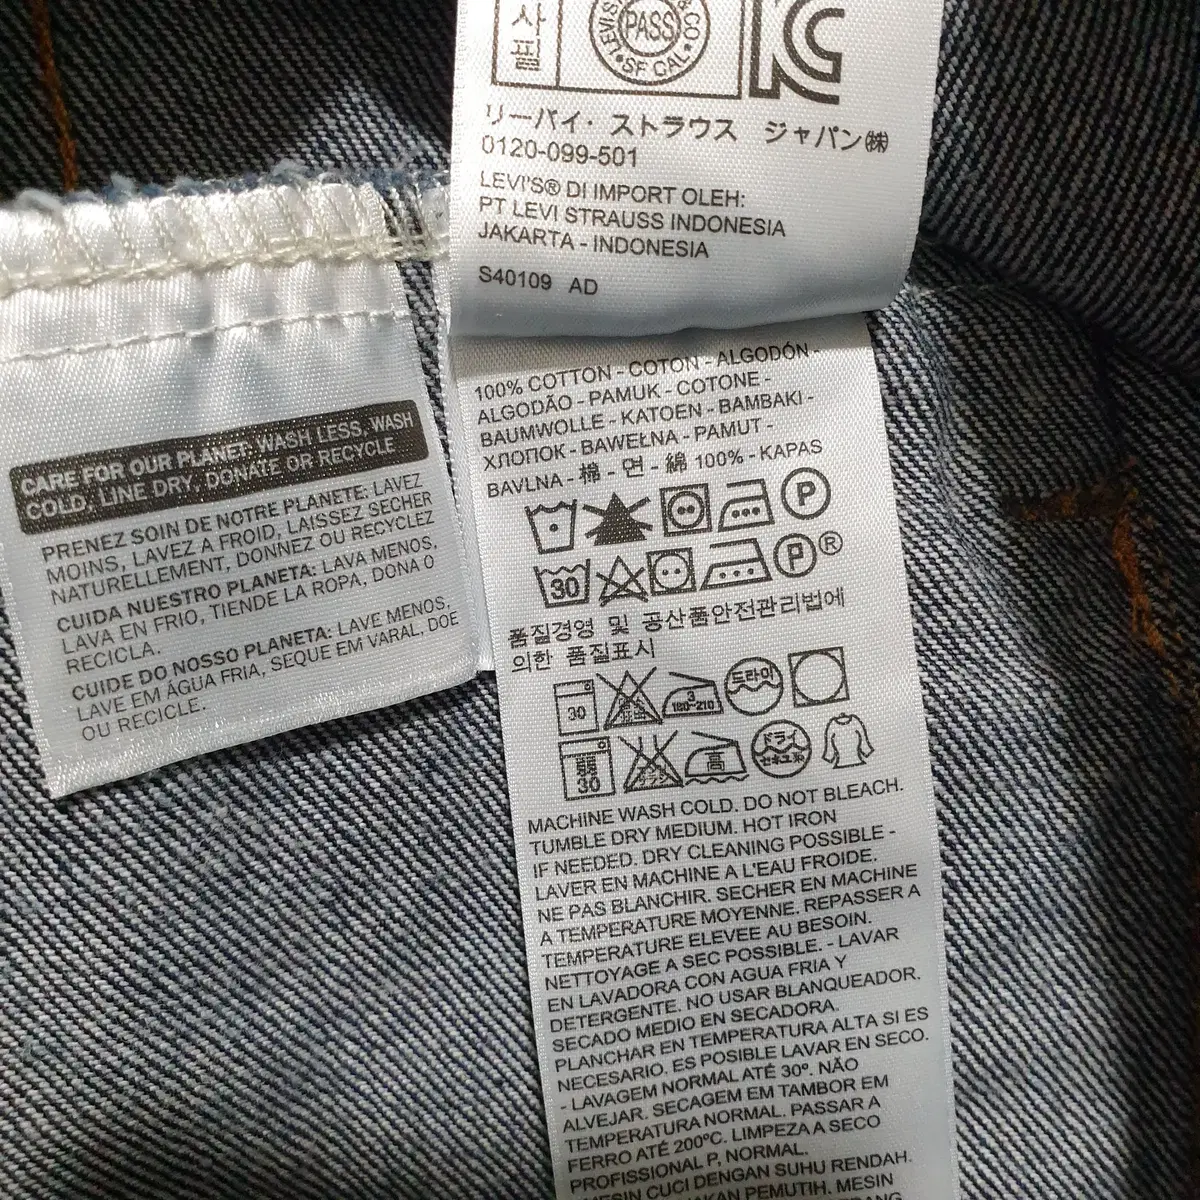 사
필
LEVI'S
& CO
PASS
SF CAL
リーバイ・ストラウス ジャパン㈱
0120-099-501
LEVI'S® DI IMPORT OLEH:
PT LEVI STRAUSS INDONESIA
JAKARTA - INDONESIA
S40109 AD
CARE FOR OUR PLANET: WASH LESS, WASH
COLD, LINE DRY, DONATE OR RECYCLE
PRENEZ SOIN DE NOTRE PLANETE: LAVEZ
MOINS, LAVEZ A FROID, LAISSEZ SECHER
NATURELLEMENT, DONNEZ OU RECYCLEZ
CUIDA NUESTRO PLANETA: LAVA MENOS,
LAVA EN FRIO, TIENDE LA ROPA, DONA O
RECICLA.
CUIDE DO NOSSO PLANETA: LAVE MENOS,
LAVE EM ÁGUA FRIA, SEQUE EM VARAL, DOE
OU RECICLE.
100% COTTON - COTON - ALGODÓN -
ALGODÃO - PAMUK - COTONE -
BAUMWOLLE - KATOEN - BAMBAKI -
ХЛОПОК - BAWEŁNA - PAMUT -
BAVLNA - 棉 - 면 - 綿 100% - KAPAS
P
30 P ®
품질경영 및 공산품안전관리법에
의한 품질표시
30 3 180~210 드라이
30 高 ドライ セキユ系
MACHINE WASH COLD. DO NOT BLEACH.
TUMBLE DRY MEDIUM. HOT IRON
IF NEEDED. DRY CLEANING POSSIBLE -
LAVER EN MACHINE A L'EAU FROIDE.
NE PAS BLANCHIR. SECHER EN MACHINE
A TEMPERATURE MOYENNE. REPASSER A
TEMPERATURE ELEVEE AU BESOIN.
NETTOYAGE A SEC POSSIBLE. - LAVAR
EN LAVADORA CON AGUA FRIA Y
DETERGENTE. NO USAR BLANQUEADOR.
SECADO MEDIO EN SECADORA.
PLANCHAR EN TEMPERATURA ALTA SI ES
NECESARIO. ES POSIBLE LAVAR EN SECO.
- LAVAGEM NORMAL ATÉ 30º. NÃO
ALVEJAR. SECAGEM EM TAMBOR EM
TEMPERATURA NORMAL. PASSAR A
FERRO ATÉ 200ºC. LIMPEZA A SECO
PROFISSIONAL P, NORMAL.
MESIN CUCI DENGAN SUHU RENDAH.
PEMUTIH. MESIN